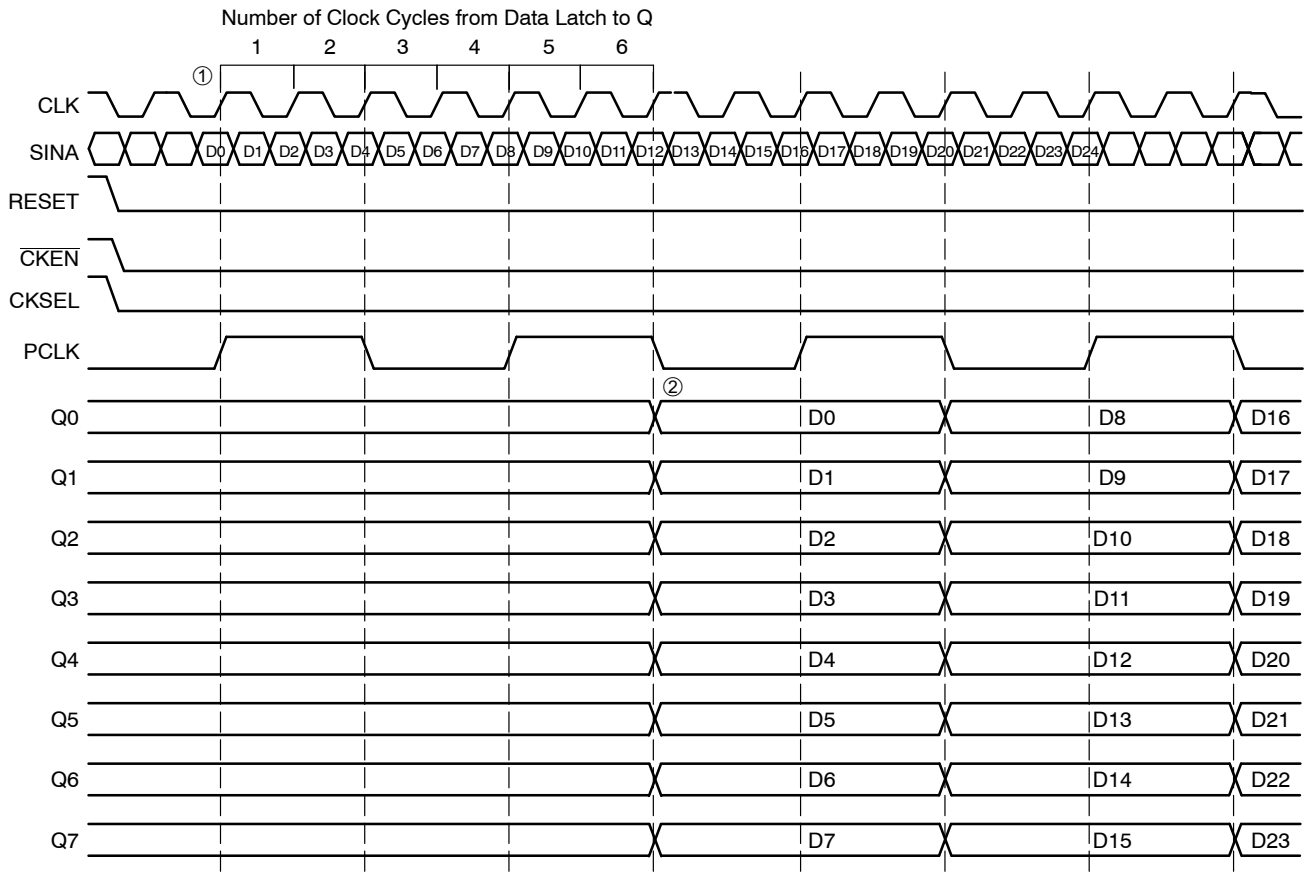 Number of Clock Cycles from Data Latch to Q
1 2 3 4 5 6
①
CLK
SINA D0 D1 D2 D3 D4 D5 D6 D7 D8 D9 D10 D11 D12 D13 D14 D15 D16 D17 D18 D19 D20 D21 D22 D23 D24
RESET
CKEN
CKSEL
PCLK
②
Q0 D0 D8 D16
Q1 D1 D9 D17
Q2 D2 D10 D18
Q3 D3 D11 D19
Q4 D4 D12 D20
Q5 D5 D13 D21
Q6 D6 D14 D22
Q7 D7 D15 D23